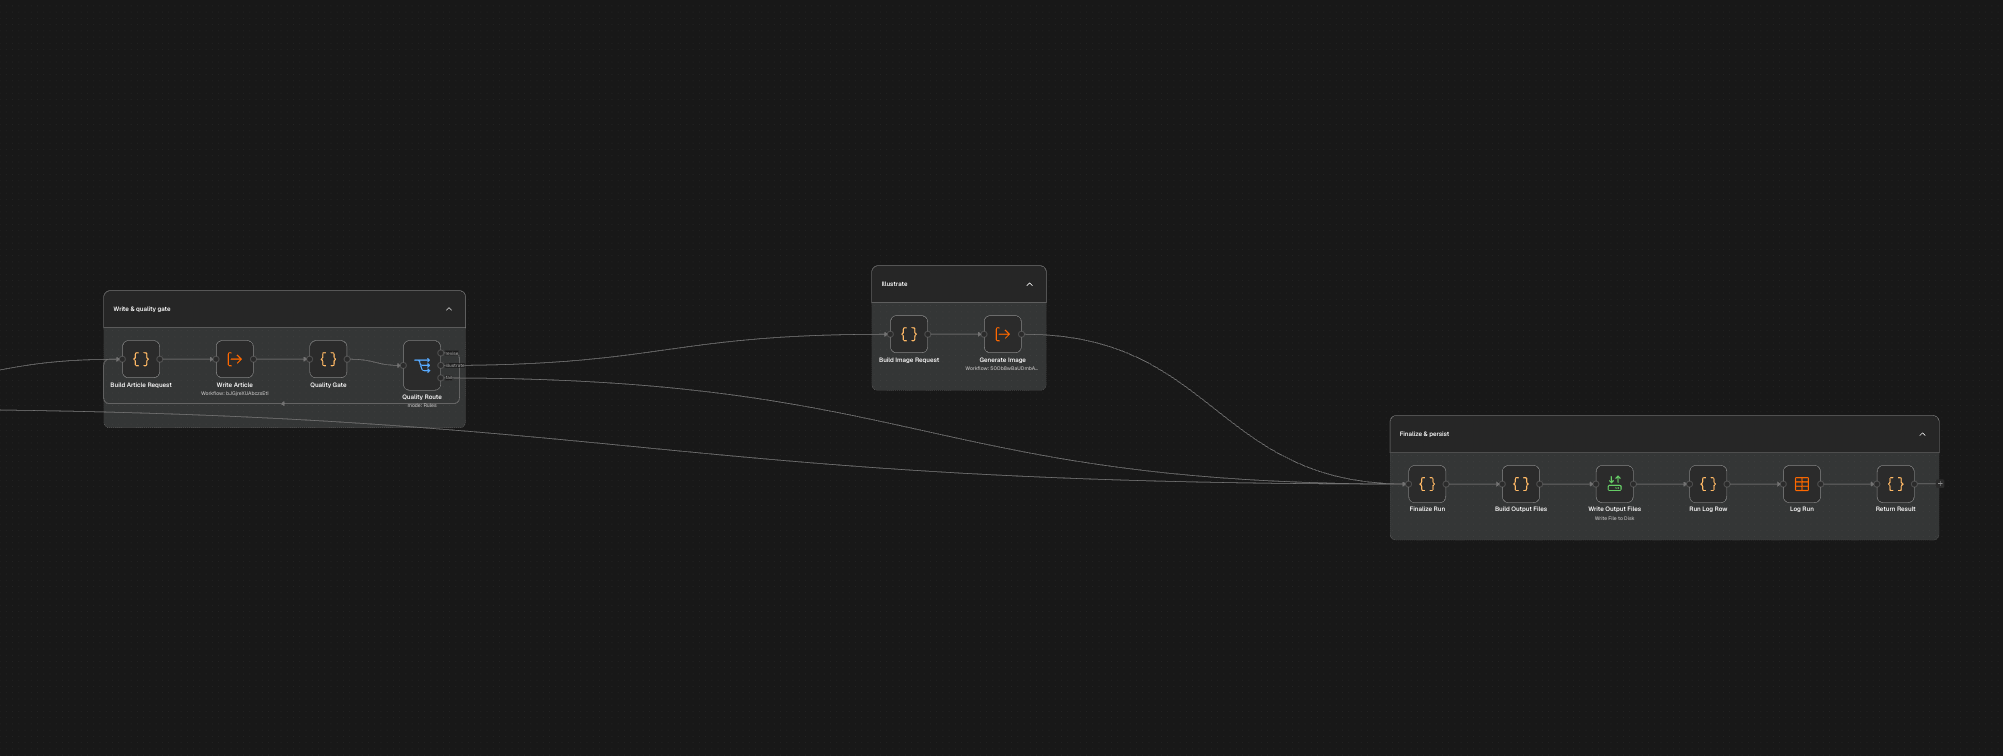 Write & quality gate
Build Article Request
Write Article
Quality Gate
Quality Route
mode: Rules
Illustrate
Build Image Request
Generate Image
Finalize & persist
Finalize Run
Build Output Files
Write Output Files
Write File to Disk
Run Log Row
Log Run
Return Result